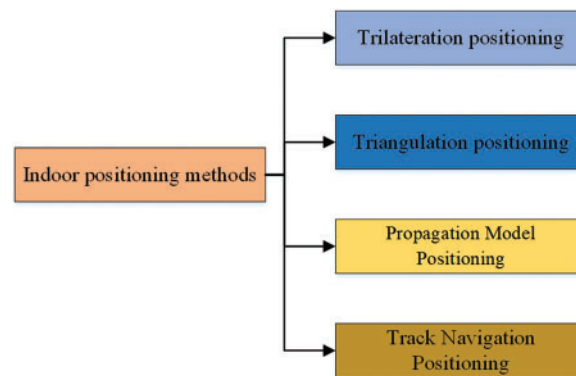 Trilateration positioning
Triangulation positioning
Indoor positioning methods
Propagation Model
Positioning
Track Navigation
Positioning